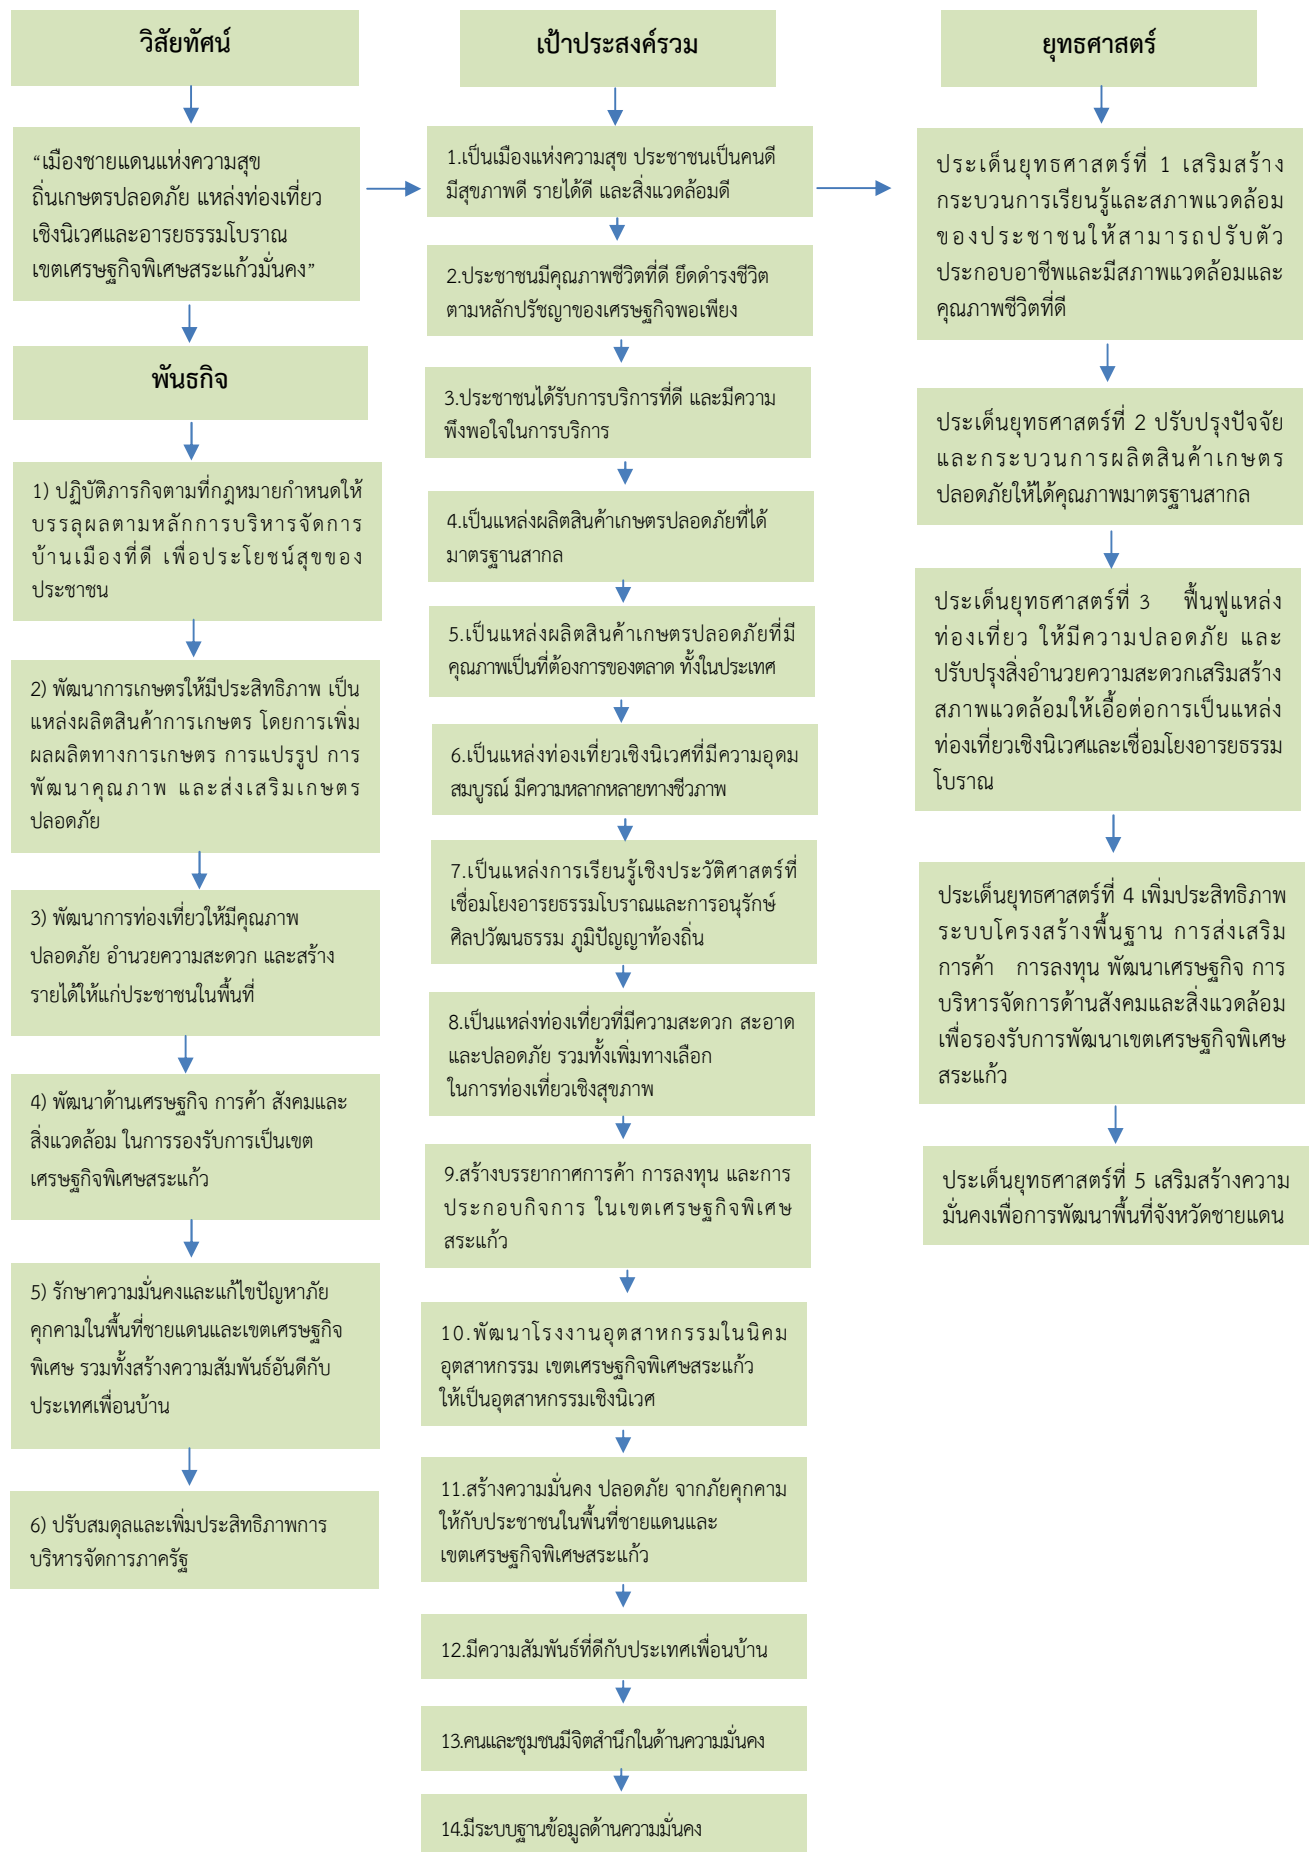 วิสัยทัศน์
“เมืองชายแดนแห่งความสุข
ถิ่นเกษตรปลอดภัย แหล่งท่องเที่ยว
เชิงนิเวศและอารยธรรมโบราณ
เขตเศรษฐกิจพิเศษสระแก้วมั่นคง”
พันธกิจ
1) ปฏิบัติภารกิจตามที่กฎหมายกำหนดให้
บรรลุผลตามหลักการบริหารจัดการ
บ้านเมืองที่ดี เพื่อประโยชน์สุขของ
ประชาชน
2) พัฒนาการเกษตรให้มีประสิทธิภาพ เป็น
แหล่งผลิตสินค้าการเกษตร โดยการเพิ่ม
ผลผลิตทางการเกษตร การแปรรูป การ
พัฒนาคุณภาพ และส่งเสริมเกษตร
ปลอดภัย
3) พัฒนาการท่องเที่ยวให้มีคุณภาพ
ปลอดภัย อำนวยความสะดวก และสร้าง
รายได้ให้แก่ประชาชนในพื้นที่
4) พัฒนาด้านเศรษฐกิจ การค้า สังคมและ
สิ่งแวดล้อม ในการรองรับการเป็นเขต
เศรษฐกิจพิเศษสระแก้ว
5) รักษาความมั่นคงและแก้ไขปัญหาภัย
คุกคามในพื้นที่ชายแดนและเขตเศรษฐกิจ
พิเศษ รวมทั้งสร้างความสัมพันธ์อันดีกับ
ประเทศเพื่อนบ้าน
6) ปรับสมดุลและเพิ่มประสิทธิภาพการ
บริหารจัดการภาครัฐ
เป้าประสงค์รวม
1.เป็นเมืองแห่งความสุข ประชาชนเป็นคนดี
มีสุขภาพดี รายได้ดี และสิ่งแวดล้อมดี
2.ประชาชนมีคุณภาพชีวิตที่ดี ยึดดำรงชีวิต
ตามหลักปรัชญาของเศรษฐกิจพอเพียง
3.ประชาชนได้รับการบริการที่ดี และมีความ
พึงพอใจในการบริการ
4.เป็นแหล่งผลิตสินค้าเกษตรปลอดภัยที่ได้
มาตรฐานสากล
5.เป็นแหล่งผลิตสินค้าเกษตรปลอดภัยที่มี
คุณภาพเป็นที่ต้องการของตลาด ทั้งในประเทศ
6.เป็นแหล่งท่องเที่ยวเชิงนิเวศที่มีความอุดม
สมบูรณ์ มีความหลากหลายทางชีวภาพ
7.เป็นแหล่งการเรียนรู้เชิงประวัติศาสตร์ที่
เชื่อมโยงอารยธรรมโบราณและการอนุรักษ์
ศิลปวัฒนธรรม ภูมิปัญญาท้องถิ่น
8.เป็นแหล่งท่องเที่ยวที่มีความสะดวก สะอาด
และปลอดภัย รวมทั้งเพิ่มทางเลือก
ในการท่องเที่ยวเชิงสุขภาพ
9.สร้างบรรยากาศการค้า การลงทุน และการ
ประกอบกิจการ ในเขตเศรษฐกิจพิเศษ
สระแก้ว
10.พัฒนาโรงงานอุตสาหกรรมในนิคม
อุตสาหกรรม เขตเศรษฐกิจพิเศษสระแก้ว
ให้เป็นอุตสาหกรรมเชิงนิเวศ
11.สร้างความมั่นคง ปลอดภัย จากภัยคุกคาม
ให้กับประชาชนในพื้นที่ชายแดนและ
เขตเศรษฐกิจพิเศษสระแก้ว
12.มีความสัมพันธ์ที่ดีกับประเทศเพื่อนบ้าน
13.คนและชุมชนมีจิตสำนึกในด้านความมั่นคง
14.มีระบบฐานข้อมูลด้านความมั่นคง
ยุทธศาสตร์
ประเด็นยุทธศาสตร์ที่ 1 เสริมสร้าง
กระบวนการเรียนรู้และสภาพแวดล้อม
ของประชาชนให้สามารถปรับตัว
ประกอบอาชีพและมีสภาพแวดล้อมและ
คุณภาพชีวิตที่ดี
ประเด็นยุทธศาสตร์ที่ 2 ปรับปรุงปัจจัย
และกระบวนการผลิตสินค้าเกษตร
ปลอดภัยให้ได้คุณภาพมาตรฐานสากล
ประเด็นยุทธศาสตร์ที่ 3 ฟื้นฟูแหล่ง
ท่องเที่ยว ให้มีความปลอดภัย และ
ปรับปรุงสิ่งอำนวยความสะดวกเสริมสร้าง
สภาพแวดล้อมให้เอื้อต่อการเป็นแหล่ง
ท่องเที่ยวเชิงนิเวศและเชื่อมโยงอารยธรรม
โบราณ
ประเด็นยุทธศาสตร์ที่ 4 เพิ่มประสิทธิภาพ
ระบบโครงสร้างพื้นฐาน การส่งเสริม
การค้า การลงทุน พัฒนาเศรษฐกิจ การ
บริหารจัดการด้านสังคมและสิ่งแวดล้อม
เพื่อรองรับการพัฒนาเขตเศรษฐกิจพิเศษ
สระแก้ว
ประเด็นยุทธศาสตร์ที่ 5 เสริมสร้างความ
มั่นคงเพื่อการพัฒนาพื้นที่จังหวัดชายแดน